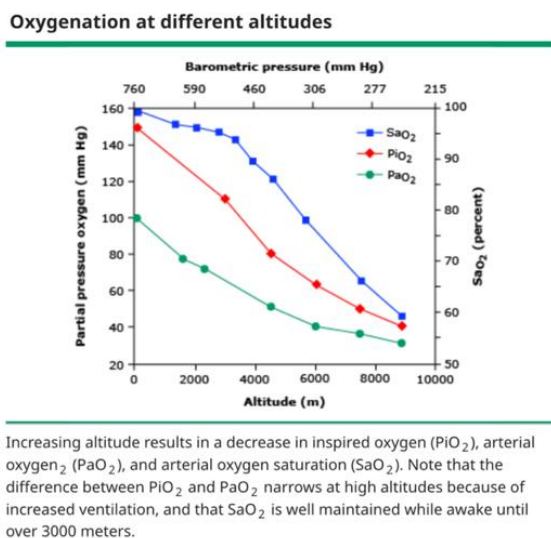 Oxygenation at different altitudes
Barometric pressure (mm Hg)
760 590 460 306 277 215
160 100
140 90
120
100 80
80 70
60 60
40
20 50
Partial pressure oxygen (mm Hg)
SaO2 (percent)
SaO2
PiO2
PaO2
0 2000 4000 6000 8000 10000
Altitude (m)
Increasing altitude results in a decrease in inspired oxygen (PiO2), arterial
oxygen2 (PaO2), and arterial oxygen saturation (SaO2). Note that the
difference between PiO2 and PaO2 narrows at high altitudes because of
increased ventilation, and that SaO2 is well maintained while awake until
over 3000 meters.